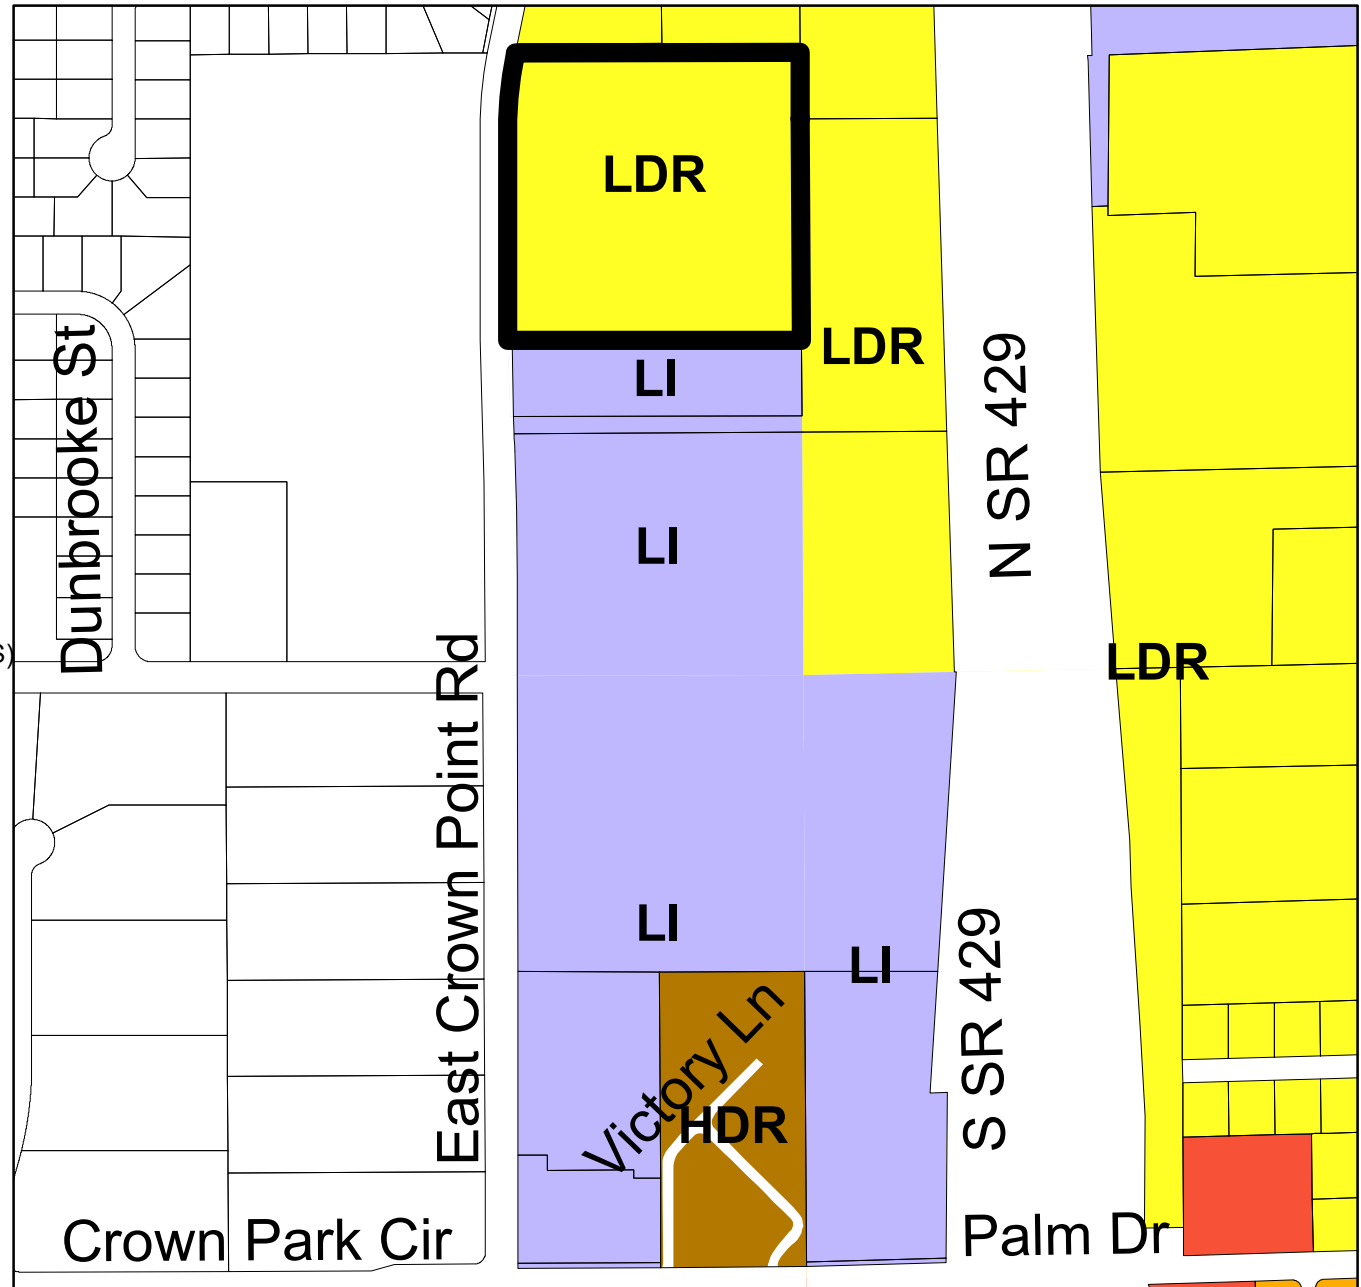 LDR
LDR
LI
N SR 429
Dunbrooke St
LI
s)
LDR
East Crown Point Rd
LI
LI
S SR 429
Victory Ln
HDR
Crown Park Cir
Palm Dr